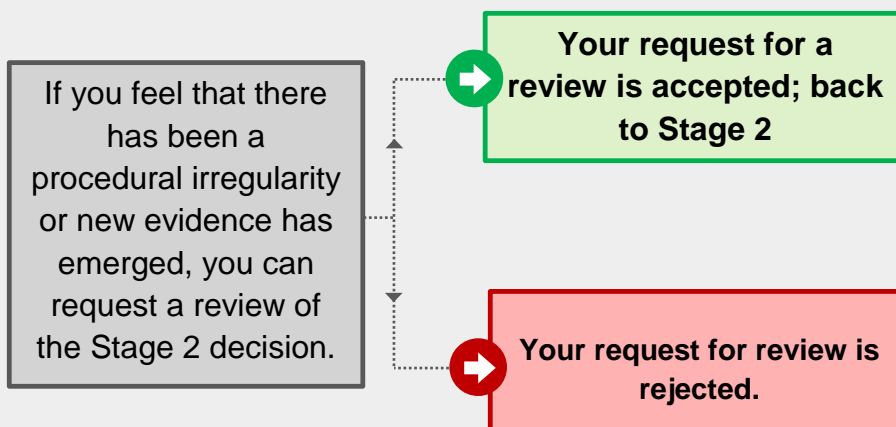 If you feel that there
has been a
procedural irregularity
or new evidence has
emerged, you can
request a review of
the Stage 2 decision.
Your request for a
review is accepted; back
to Stage 2
Your request for review is
rejected.